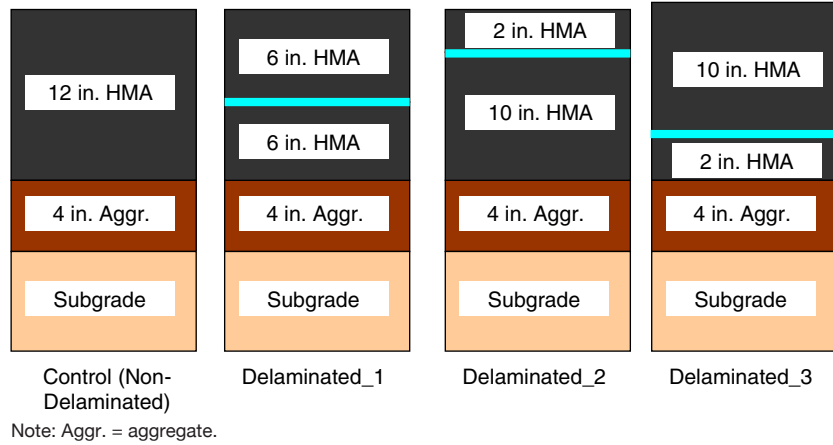 12 in. HMA
4 in. Aggr.
Subgrade
Control (Non-
Delaminated)
6 in. HMA
6 in. HMA
4 in. Aggr.
Subgrade
Delaminated_1
2 in. HMA
10 in. HMA
4 in. Aggr.
Subgrade
Delaminated_2
10 in. HMA
2 in. HMA
4 in. Aggr.
Subgrade
Delaminated_3
Note: Aggr. = aggregate.